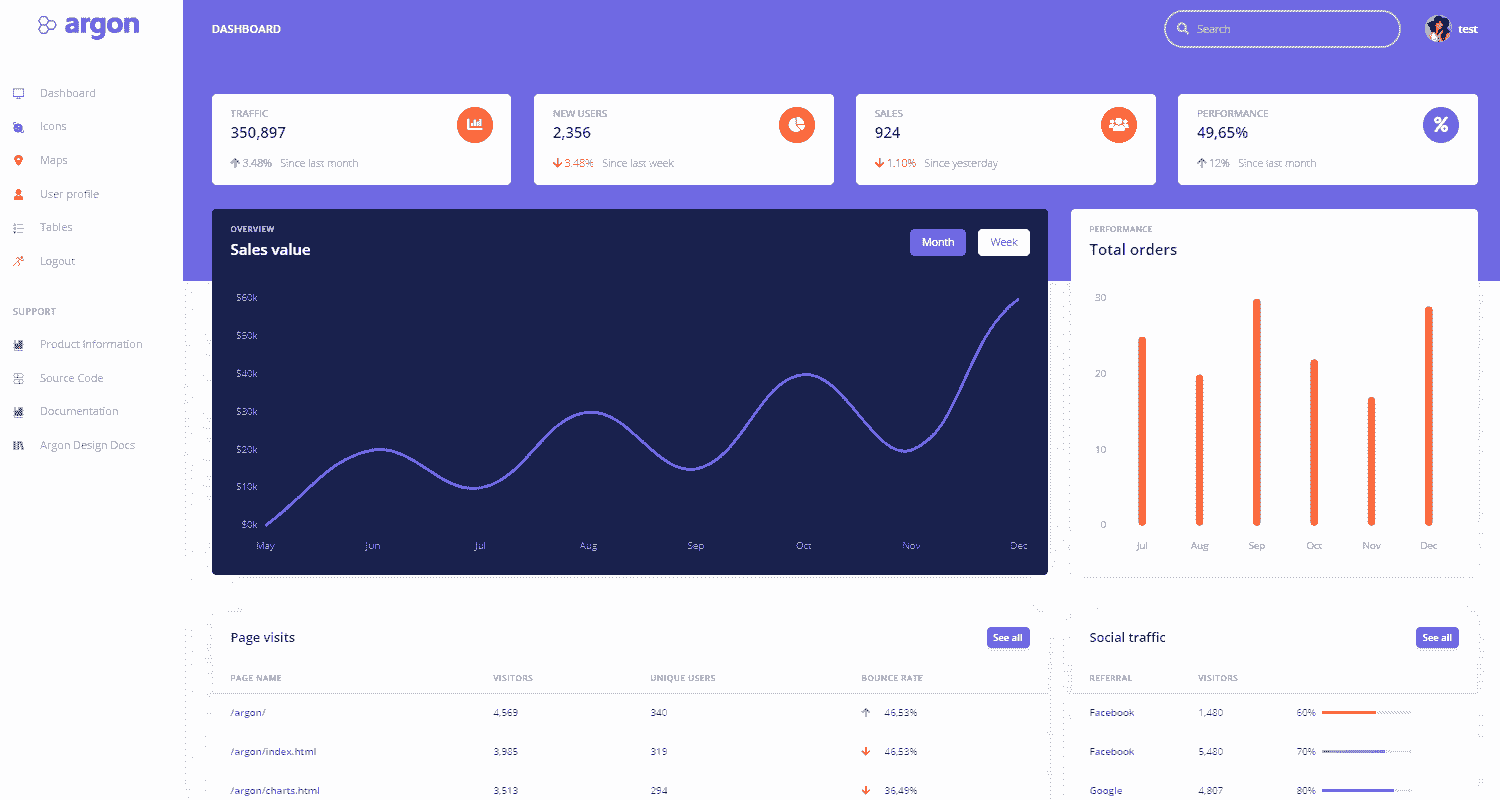 argon
Dashboard
Icons
Maps
User profile
Tables
Logout
SUPPORT
Product Information
Source Code
Documentation
Argon Design Docs
DASHBOARD
Search
test
TRAFFIC
350,897
3.48% Since last month
NEW USERS
2,356
3.48% Since last week
SALES
924
1.10% Since yesterday
PERFORMANCE
49,65%
12% Since last month
OVERVIEW
Sales value
Month Week
$60k
$50k
$40k
$30k
$20k
$10k
$0k
May Jun Jul Aug Sep Oct Nov Dec
PERFORMANCE
Total orders
30
20
10
0
Jul Aug Sep Oct Nov Dec
Page visits See all
PAGE NAME VISITORS UNIQUE USERS BOUNCE RATE
/argon/ 4,569 340 46,53%
/argon/index.html 3,985 319 46,53%
/argon/charts.html 3,513 294 36,49%
Social traffic See all
REFERRAL VISITORS
Facebook 1,480 60%
Facebook 5,480 70%
Google 4,807 80%